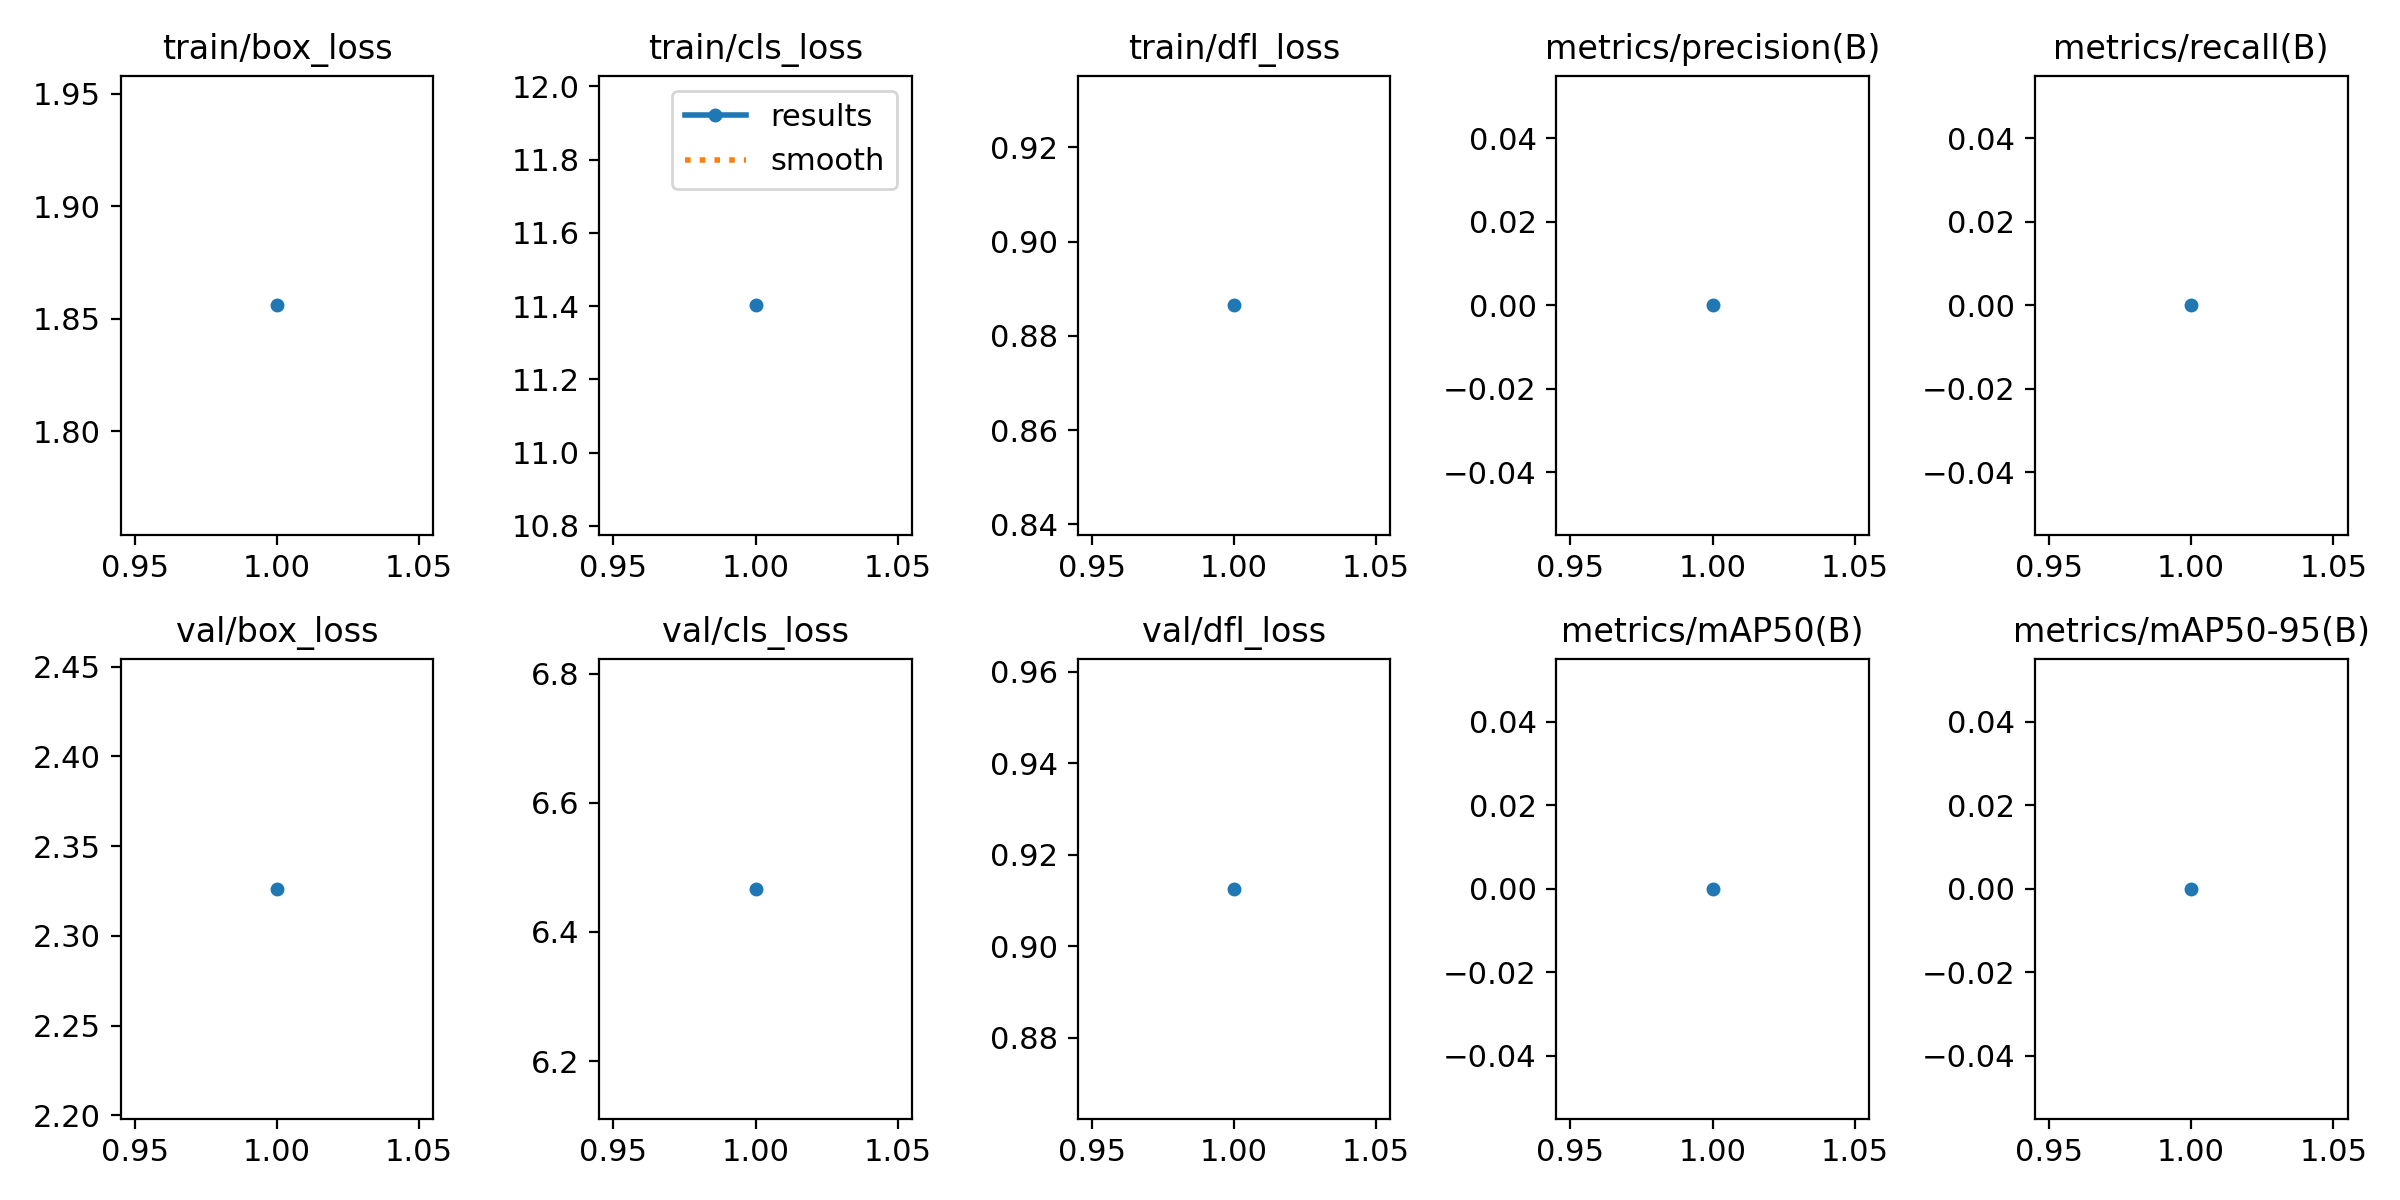 train/box_loss
1.95
1.90
1.85
1.80
0.95 1.00 1.05
train/cls_loss
12.0
11.8
11.6
11.4
11.2
11.0
10.8
results
smooth
0.95 1.00 1.05
train/dfl_loss
0.92
0.90
0.88
0.86
0.84
0.95 1.00 1.05
metrics/precision(B)
0.04
0.02
0.00
−0.02
−0.04
0.95 1.00 1.05
metrics/recall(B)
0.04
0.02
0.00
−0.02
−0.04
0.95 1.00 1.05
val/box_loss
2.45
2.40
2.35
2.30
2.25
2.20
0.95 1.00 1.05
val/cls_loss
6.8
6.6
6.4
6.2
0.95 1.00 1.05
val/dfl_loss
0.96
0.94
0.92
0.90
0.88
0.95 1.00 1.05
metrics/mAP50(B)
0.04
0.02
0.00
−0.02
−0.04
0.95 1.00 1.05
metrics/mAP50-95(B)
0.04
0.02
0.00
−0.02
−0.04
0.95 1.00 1.05